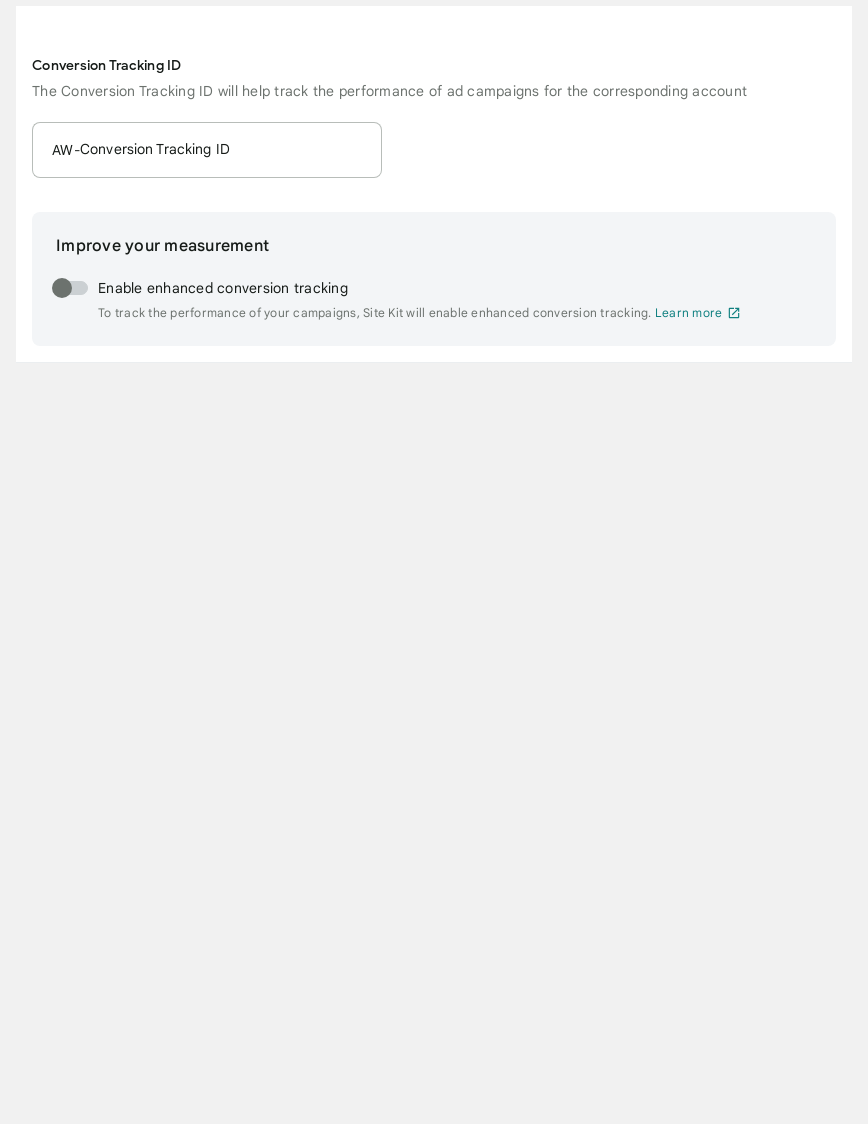 Conversion Tracking ID
The Conversion Tracking ID will help track the performance of ad campaigns for the corresponding account
AW-Conversion Tracking ID
Improve your measurement
Enable enhanced conversion tracking
To track the performance of your campaigns, Site Kit will enable enhanced conversion tracking. Learn more